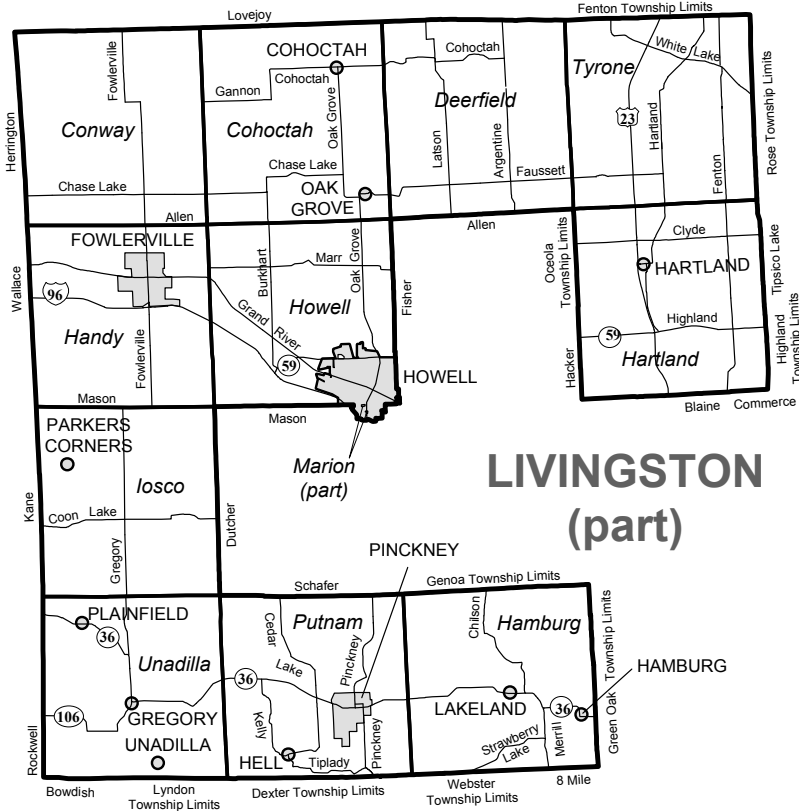 Lovejoy
Fenton Township Limits
COHOCTAH
Cohoctah
White Lake
Fowlerville
Gannon
Cohoctah
Tyrone
Herrington
Conway
Cohoctah
Oak Grove
Deerfield
Latson
Argentine
23
Hartland
Fenton
Rose Township Limits
Chase Lake
Chase Lake
Faussett
OAK
GROVE
Allen
Allen
FOWLERVILLE
Wallace
96
Handy
Fowlerville
Burkhart
Marr
Oak Grove
Howell
Grand River
59
Fisher
HOWELL
Oceola
Township Limits
Clyde
HARTLAND
Tipsico Lake
Highland
59
Hartland
Hacker
Highland
Township Limits
Mason
Mason
Blaine
Commerce
PARKERS
CORNERS
Marion
(part)
LIVINGSTON
(part)
Iosco
Kane
Coon Lake
Dutcher
Gregory
PINCKNEY
Schafer
Genoa Township Limits
PLAINFIELD
36
Unadilla
Cedar
Lake
Putnam
Pinckney
Chilson
Hamburg
Green Oak Township Limits
HAMBURG
36
106
GREGORY
UNADILLA
Kelly
HELL
Tiplady
Pinckney
LAKELAND
36
Strawberry
Lake
Merrill
Rockwell
Bowdish
Lyndon
Township Limits
Dexter Township Limits
Webster
Township Limits
8 Mile